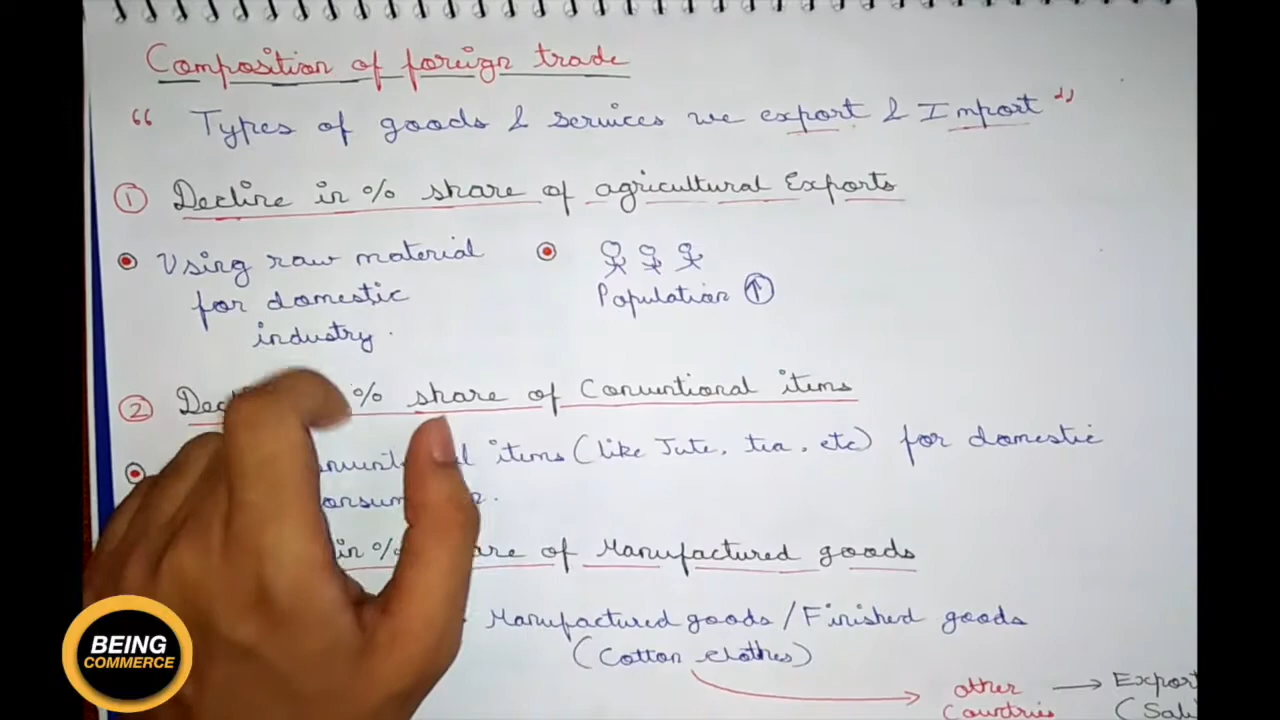 Composition of foreign trade
“ Types of goods & services we export & Import ”
① Decline in % share of agricultural Exports
Using raw material
for domestic
industry.
Population ↑
② % share of Conventional items
items (like Jute, tea, etc) for domestic
in % of Manufactured goods
Manufactured goods / Finished goods
(Cotton clothes)
other → Export
Countries
BEING
COMMERCE